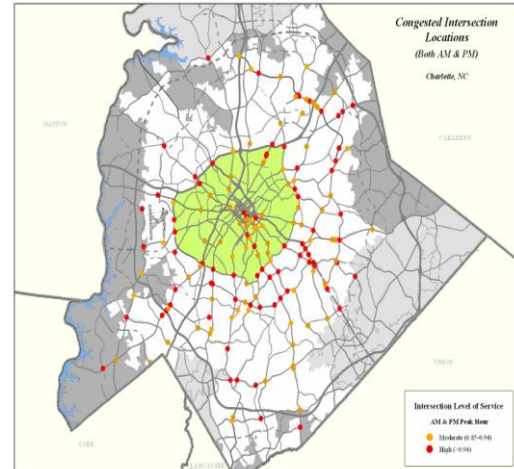 Congested Intersection
Locations
(Both AM & PM)
Charlotte, NC
GASTON
CABARRUS
UNION
YORK
LANCASTER
Intersection Level of Service
AM & PM Peak Hour
Moderate (0.85-0.94)
High (>0.94)